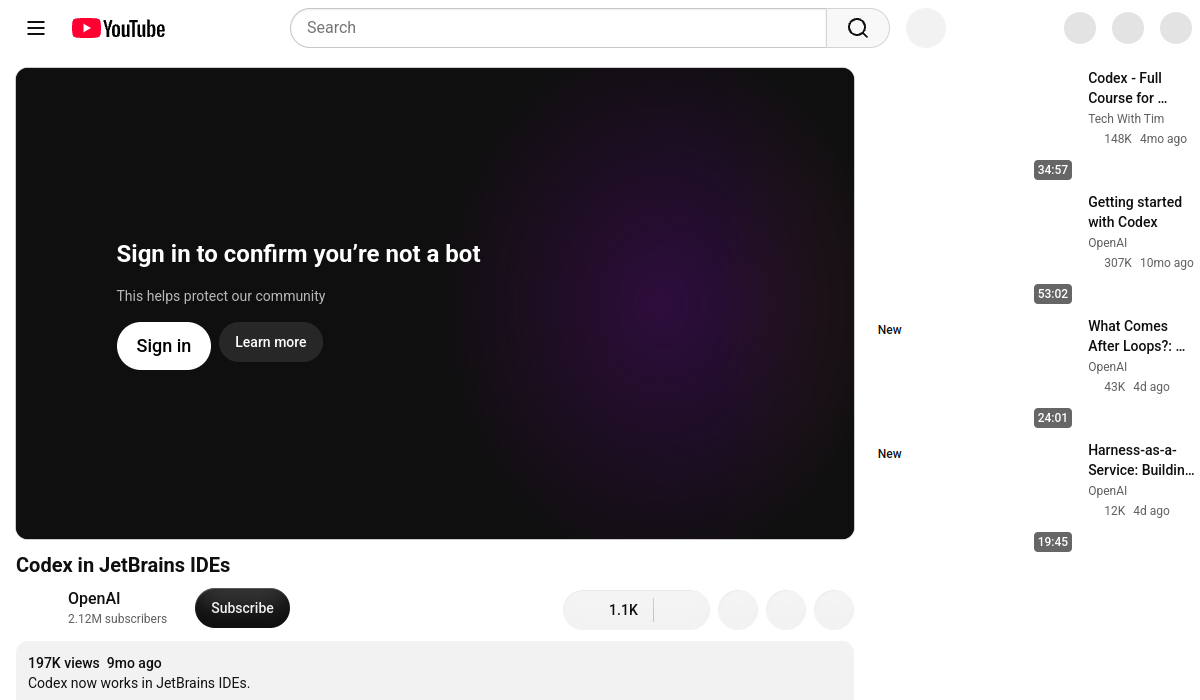 YouTube
Search
Sign in to confirm you’re not a bot
This helps protect our community
Sign in
Learn more
Codex in JetBrains IDEs
OpenAI
2.12M subscribers
Subscribe
1.1K
197K views 9mo ago
Codex now works in JetBrains IDEs.
Codex - Full
Course for ...
Tech With Tim
148K 4mo ago
34:57
Getting started
with Codex
OpenAI
307K 10mo ago
53:02
New
What Comes
After Loops?: ...
OpenAI
43K 4d ago
24:01
New
Harness-as-a-
Service: Buildin...
OpenAI
12K 4d ago
19:45